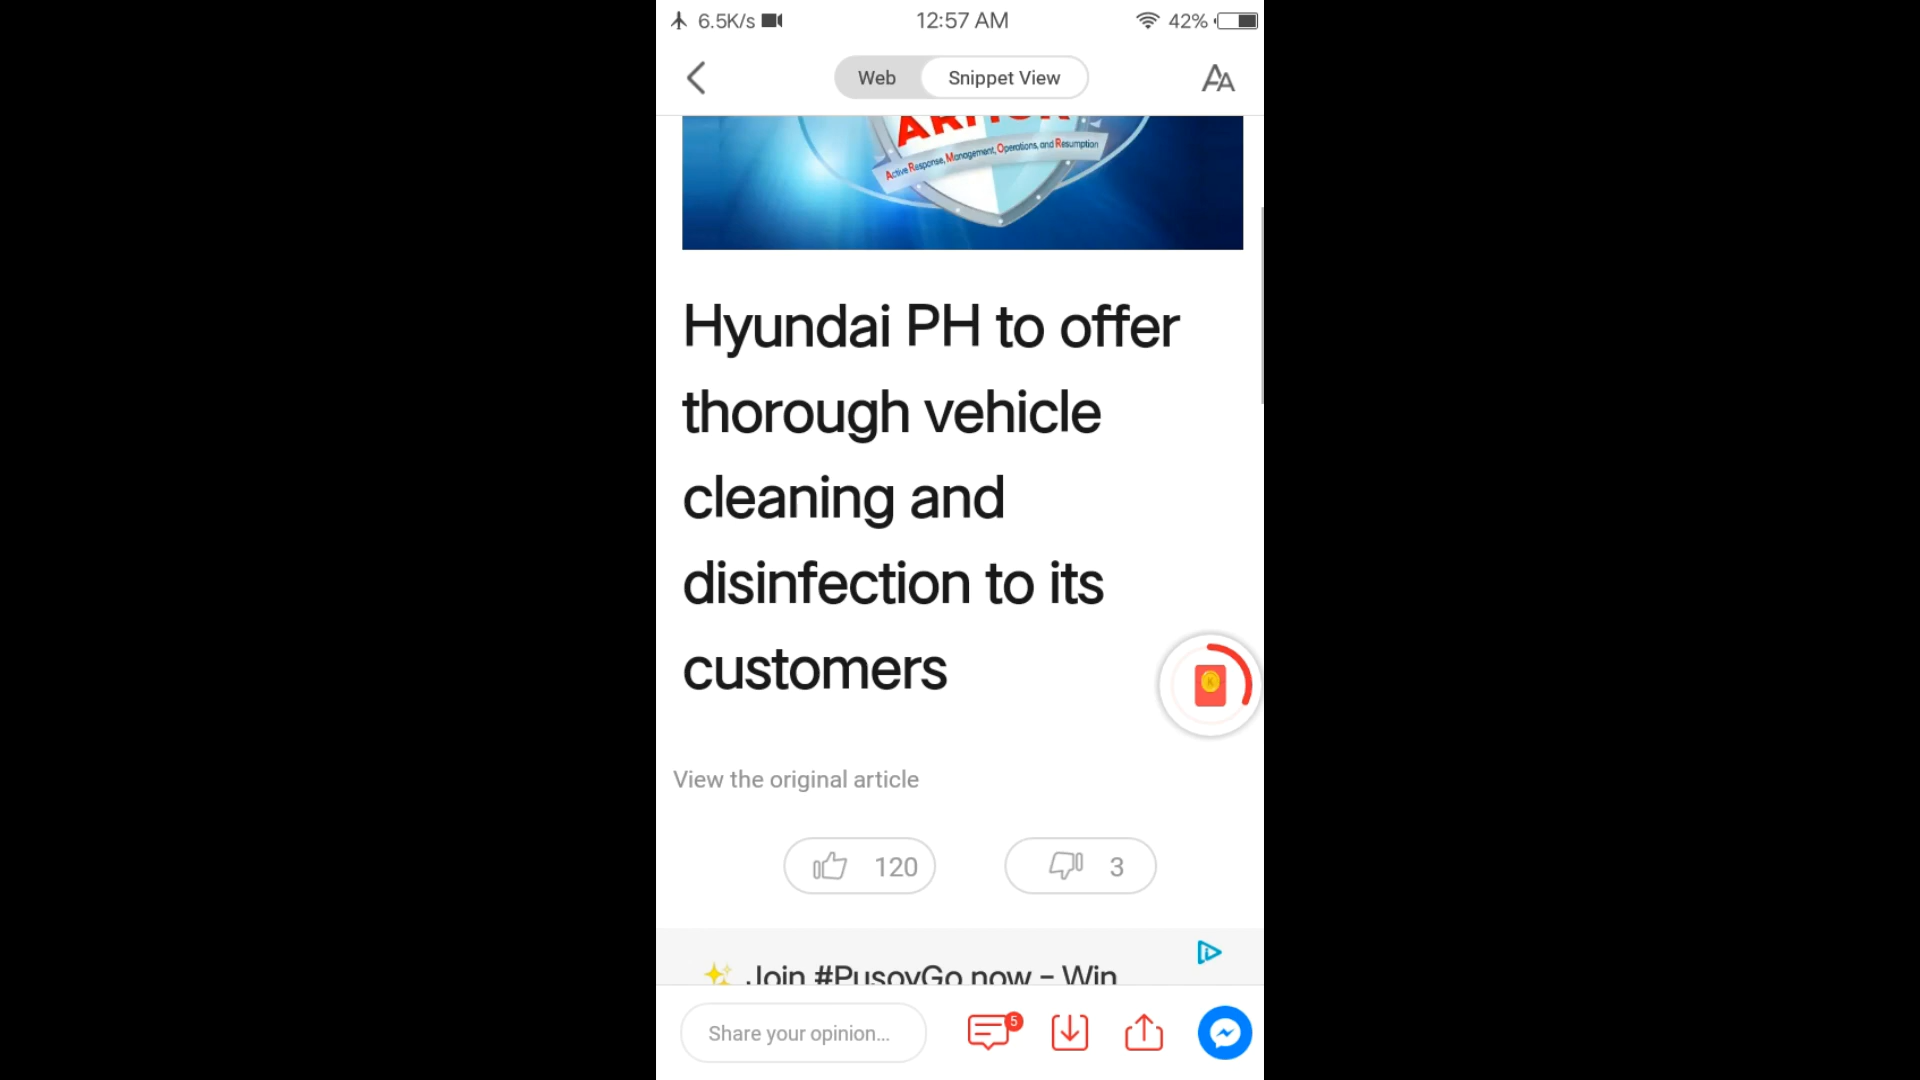 6.5K/s
12:57 AM
42%
Web
Snippet View
AA
ARMOR
Active Response, Management, Operations, and Resumption
Hyundai PH to offer
thorough vehicle
cleaning and
disinfection to its
customers
K
View the original article
120
3
Join #PusoyGo now – Win
Share your opinion...
5